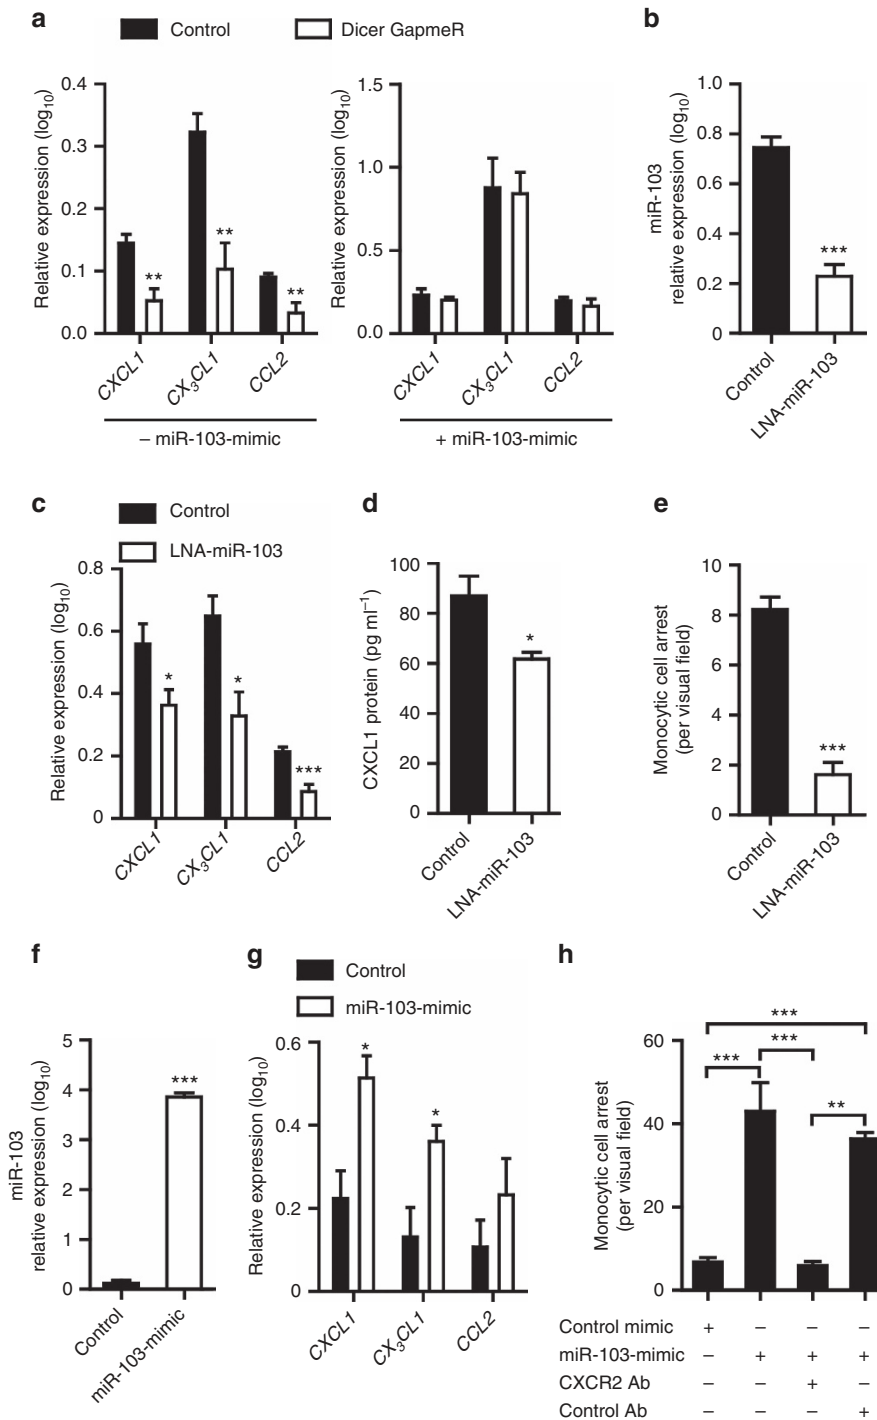 a
Control
Dicer GapmeR
Relative expression (log10)
0.4
0.3
0.2
0.1
0.0
**
**
**
CXCL1
CX3CL1
CCL2
– miR-103-mimic
Relative expression (log10)
1.5
1.0
0.5
0.0
CXCL1
CX3CL1
CCL2
+ miR-103-mimic
b
miR-103
relative expression (log10)
1.0
0.8
0.6
0.4
0.2
0
***
Control
LNA-miR-103
c
Control
LNA-miR-103
Relative expression (log10)
0.8
0.6
0.4
0.2
0
*
*
***
CXCL1
CX3CL1
CCL2
d
CXCL1 protein (pg ml–1)
100
80
60
40
20
0
*
Control
LNA-miR-103
e
Monocytic cell arrest
(per visual field)
10
8
6
4
2
0
***
Control
LNA-miR-103
f
miR-103
relative expression (log10)
5
4
3
2
1
0
***
Control
miR-103-mimic
g
Control
miR-103-mimic
Relative expression (log10)
0.6
0.4
0.2
0
*
*
CXCL1
CX3CL1
CCL2
h
Monocytic cell arrest
(per visual field)
60
40
20
0
***
***
***
**
Control mimic + – – –
miR-103-mimic – + + +
CXCR2 Ab – – + –
Control Ab – – – +